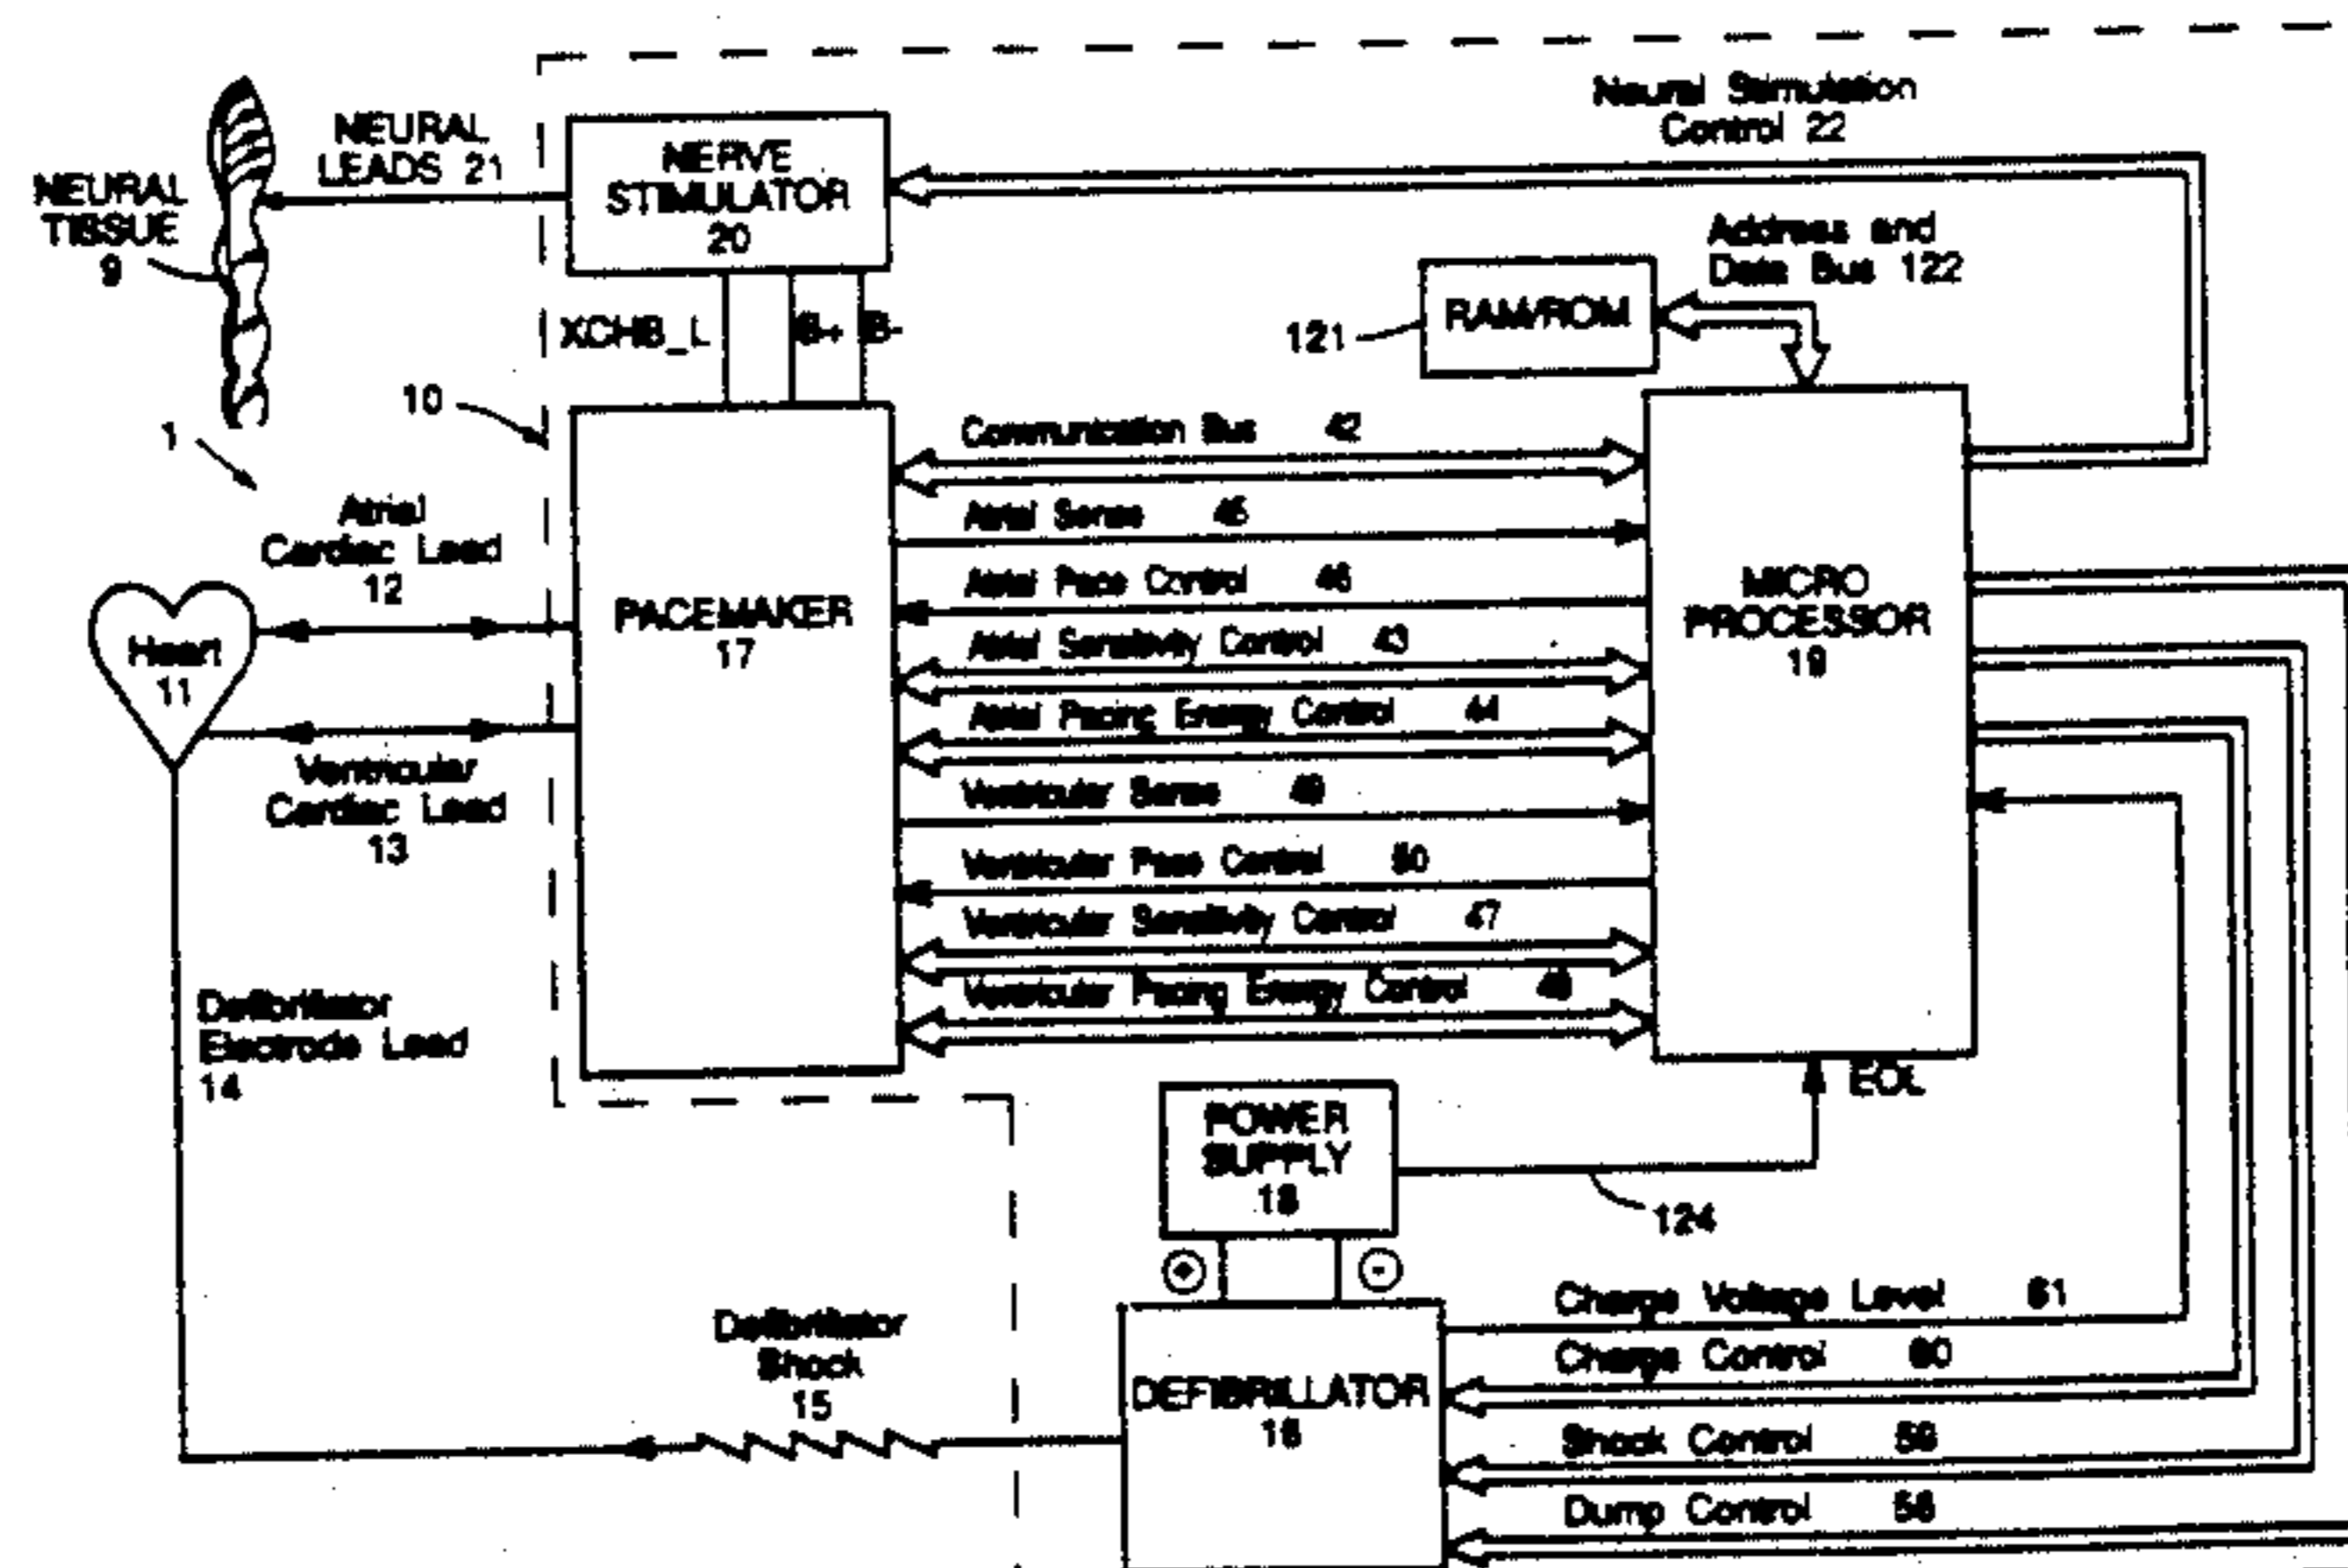 Neural Stimulation
Control 22
NEURAL
LEADS 21
NERVE
STIMULATOR
20
NEURAL
TISSUE
9
Address and
Data Bus 122
RAM/ROM
121
XCHB_L
B+
B-
10
1
Communication Bus 42
Atrial
Cardiac Lead
12
Atrial Sense 45
Atrial Pace Control 46
PACEMAKER
17
MICRO
PROCESSOR
19
Heart
11
Atrial Sensitivity Control 43
Atrial Pacing Energy Control 44
Ventricular
Cardiac Lead
13
Ventricular Sense 49
Ventricular Pace Control 50
Ventricular Sensitivity Control 47
Ventricular Pacing Energy Control 48
Defibrillator
Electrode Lead
14
EOL
POWER
SUPPLY
18
124
Defibrillator
Shock
15
Charge Voltage Level 61
Charge Control 60
DEFIBRILLATOR
16
Shock Control 59
Dump Control 58